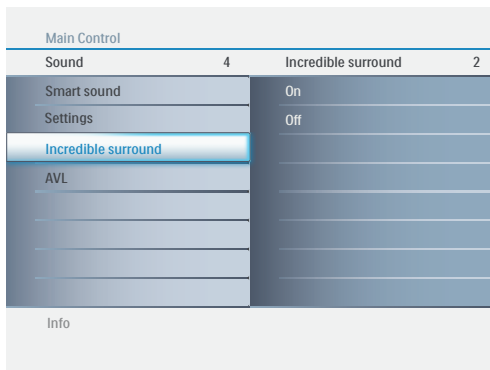 Main Control
Sound 4 Incredible surround 2
Smart sound On
Settings Off
Incredible surround
AVL
Info